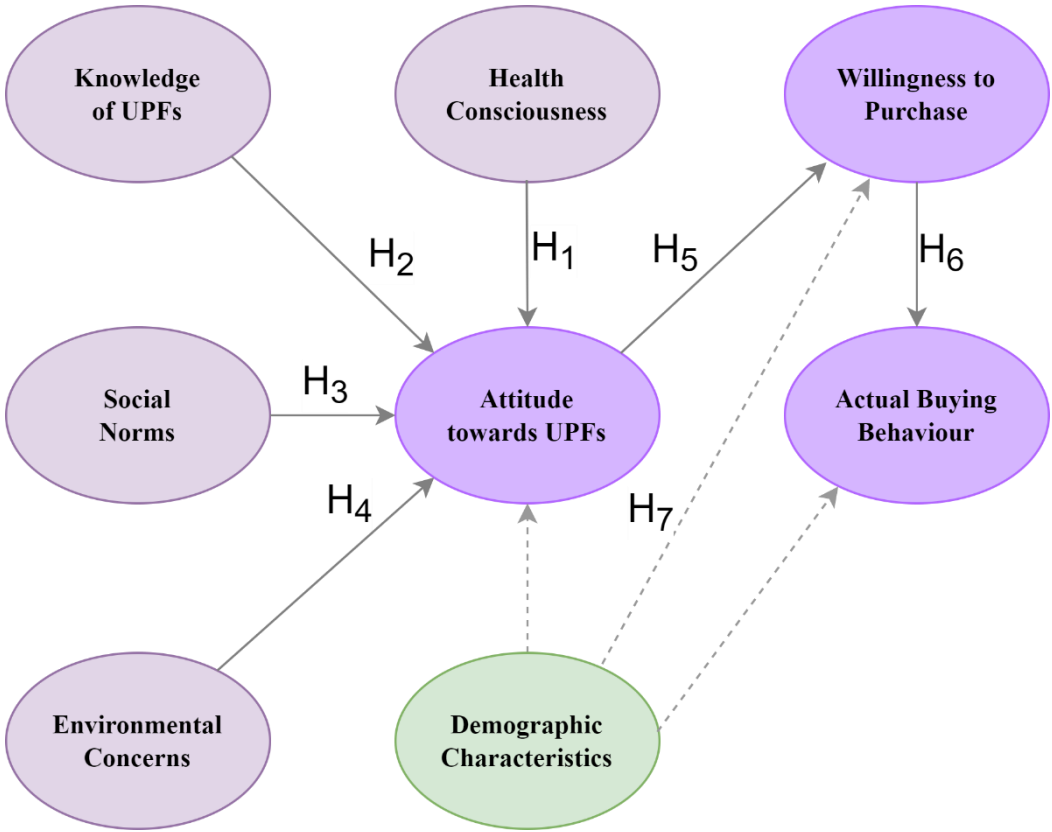 Knowledge
of UPFs
Health
Consciousness
Willingness to
Purchase
H2
H1
H5
H6
Social
Norms
H3
Attitude
towards UPFs
Actual Buying
Behaviour
H4
H7
Environmental
Concerns
Demographic
Characteristics